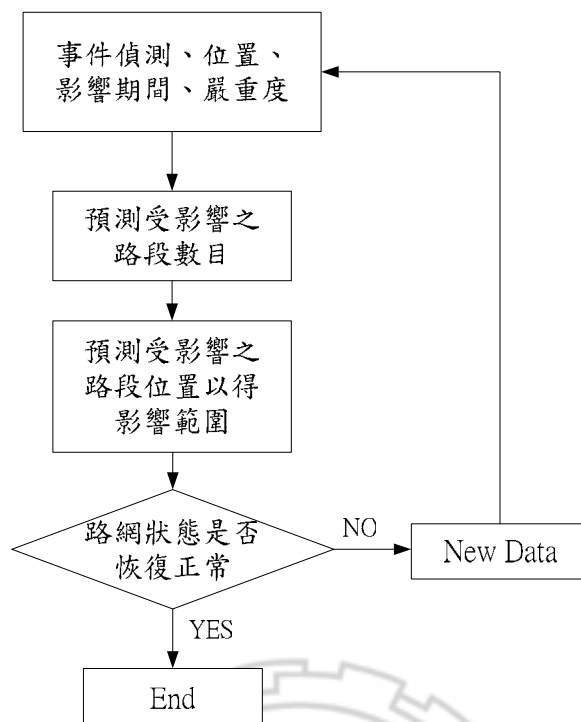 事件偵測、位置、
影響期間、嚴重度
預測受影響之
路段數目
預測受影響之
路段位置以得
影響範圍
路網狀態是否
恢復正常
NO
New Data
YES
End